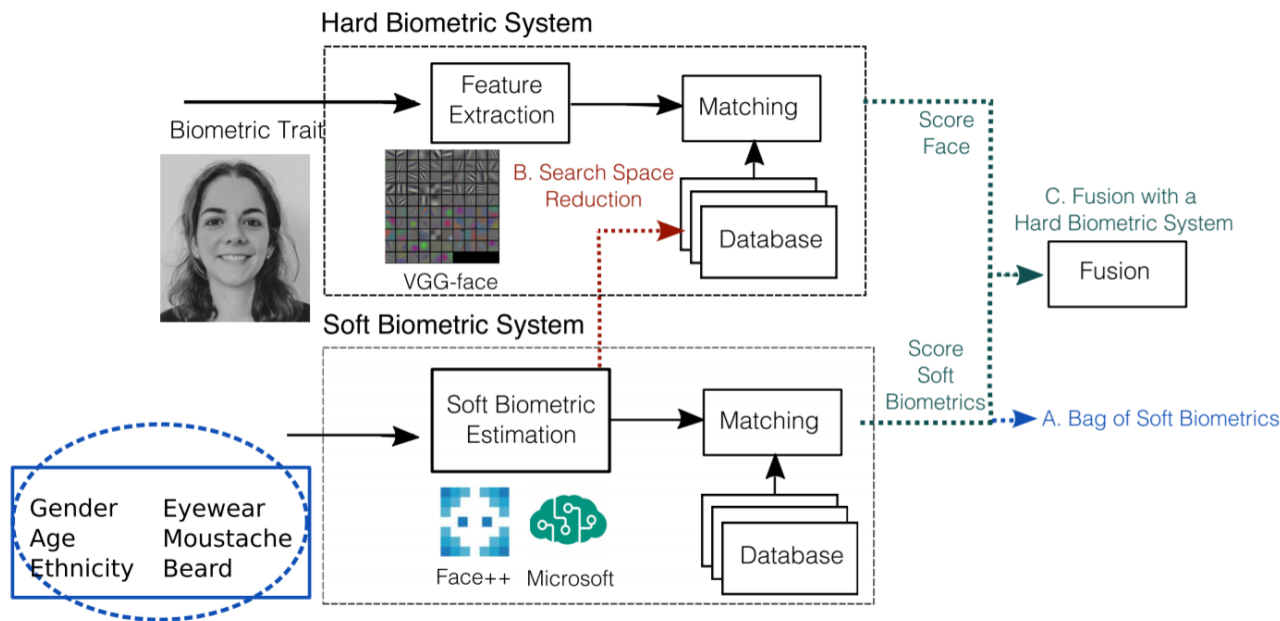 Hard Biometric System
Biometric Trait
Feature
Extraction
Matching
B. Search Space
Reduction
Database
VGG-face
Score
Face
C. Fusion with a
Hard Biometric System
Fusion
Soft Biometric System
Soft Biometric
Estimation
Matching
Score
Soft
Biometrics
A. Bag of Soft Biometrics
Gender Eyewear
Age Moustache
Ethnicity Beard
Face++ Microsoft
Database